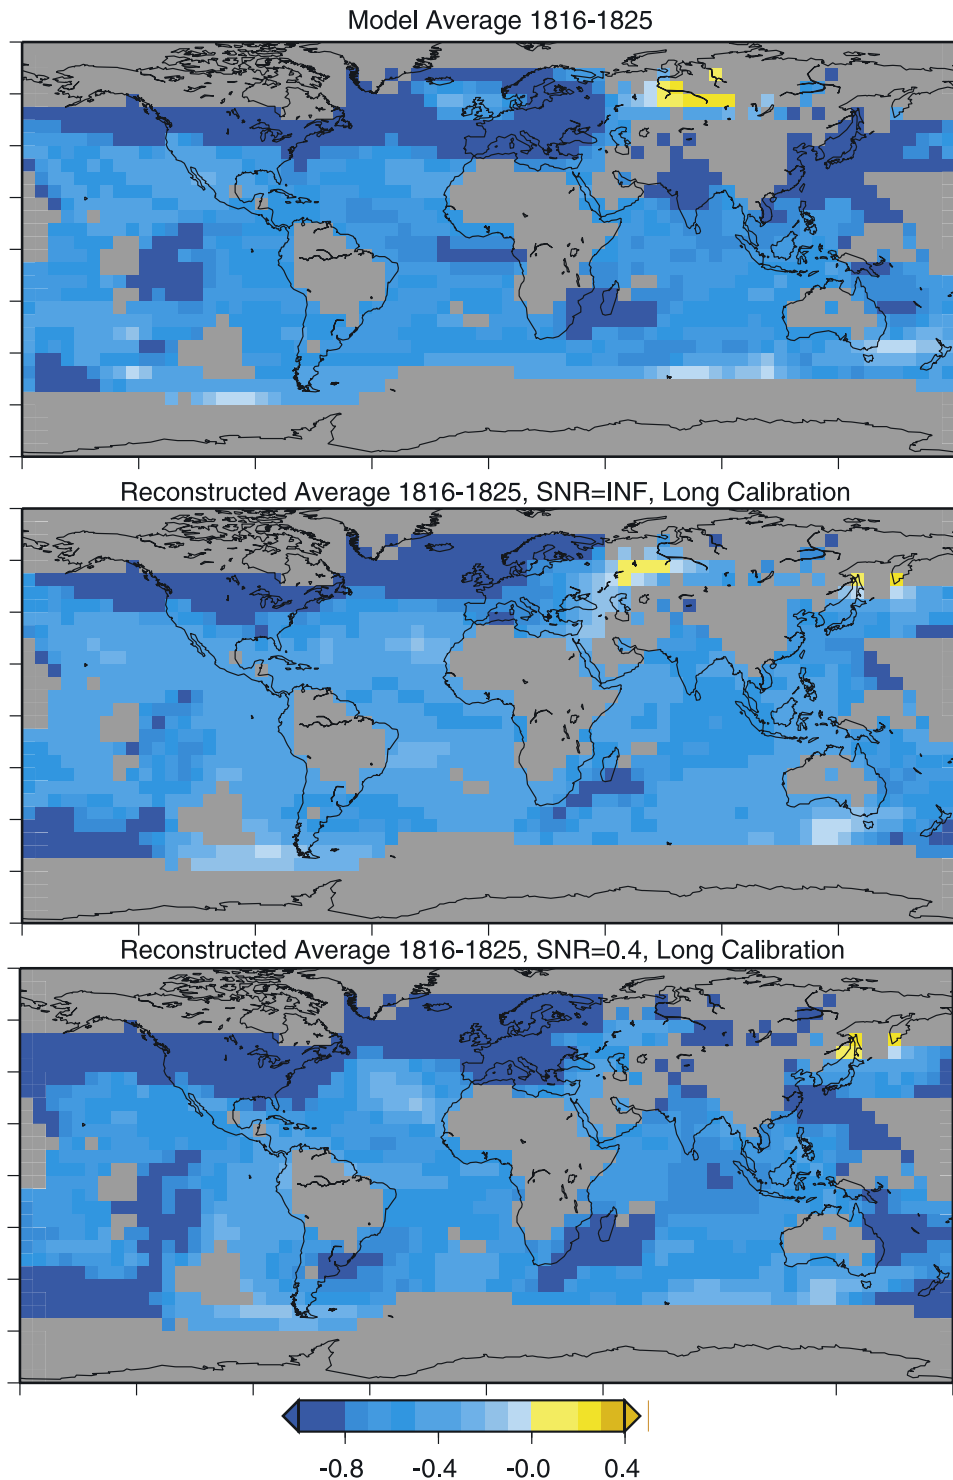 Model Average 1816-1825
Reconstructed Average 1816-1825, SNR=INF, Long Calibration
Reconstructed Average 1816-1825, SNR=0.4, Long Calibration
-0.8 -0.4 -0.0 0.4